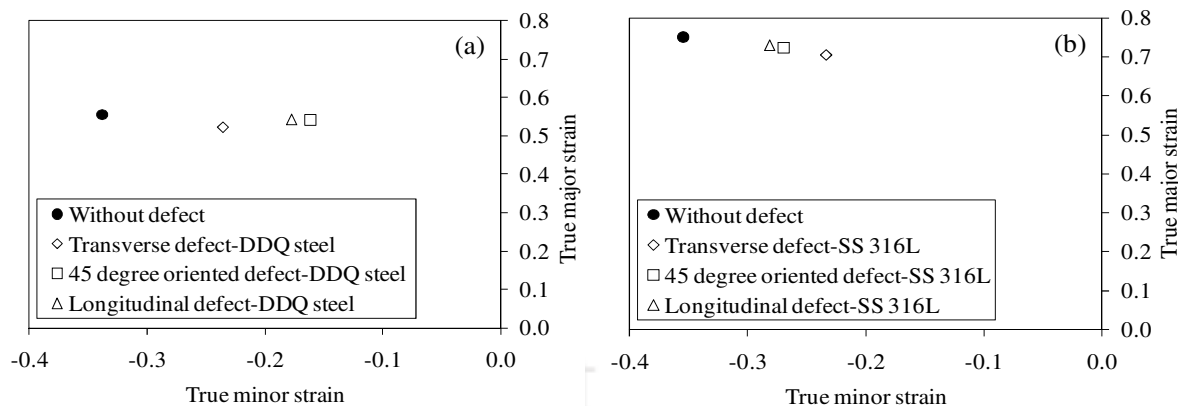 (a)
0.8
0.7
0.6
0.5
0.4
0.3
0.2
0.1
0.0
True major strain
Without defect
Transverse defect-DDQ steel
45 degree oriented defect-DDQ steel
Longitudinal defect-DDQ steel
-0.4 -0.3 -0.2 -0.1 0.0
True minor strain
(b)
0.8
0.7
0.6
0.5
0.4
0.3
0.2
0.1
0.0
True major strain
Without defect
Transverse defect-SS 316L
45 degree oriented defect-SS 316L
Longitudinal defect-SS 316L
-0.4 -0.3 -0.2 -0.1 0.0
True minor strain